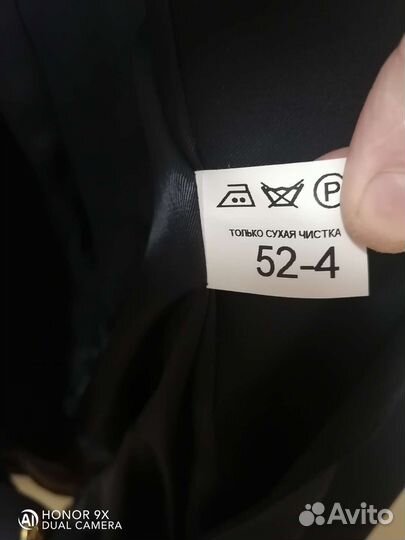 P
ТОЛЬКО СУХАЯ ЧИСТКА
52-4
HONOR 9X
DUAL CAMERA
Avito